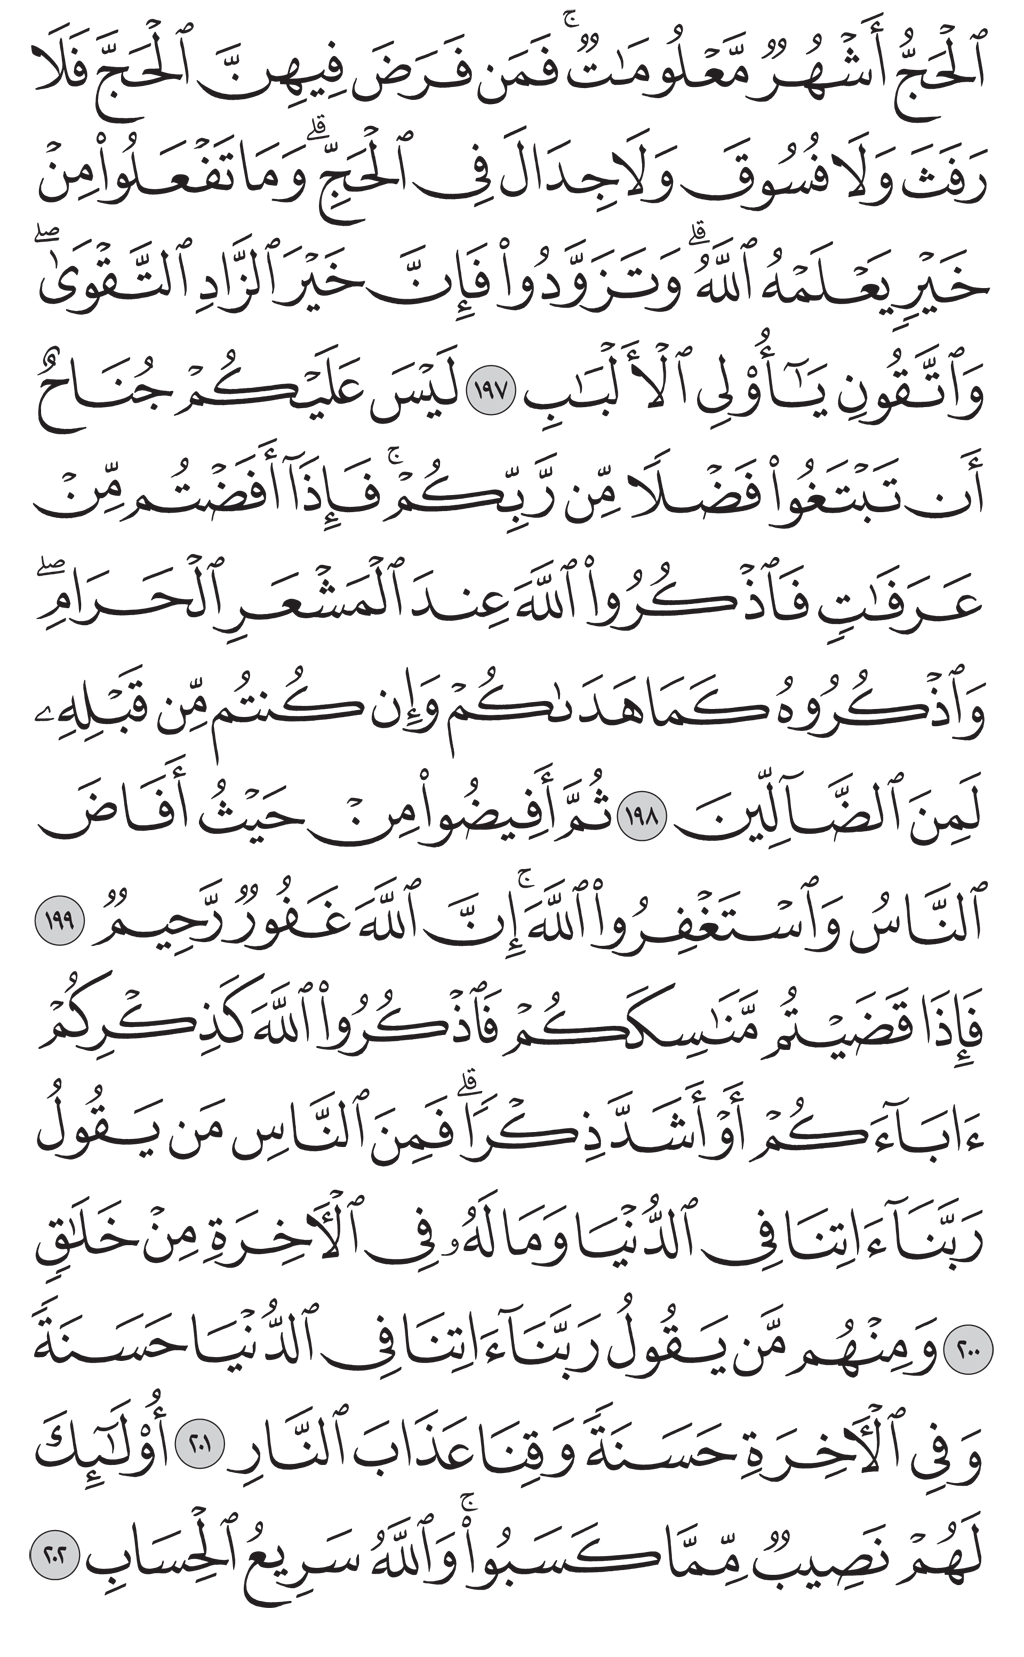 ٱلۡحَجُّ أَشۡهُرٞ مَّعۡلُومَٰتٞۚ فَمَن فَرَضَ فِيهِنَّ ٱلۡحَجَّ فَلَا
رَفَثَ وَلَا فُسُوقَ وَلَا جِدَالَ فِي ٱلۡحَجِّۗ وَمَا تَفۡعَلُواْ مِنۡ
خَيۡرٖ يَعۡلَمۡهُ ٱللَّهُۗ وَتَزَوَّدُواْ فَإِنَّ خَيۡرَ ٱلزَّادِ ٱلتَّقۡوَىٰۖ
وَٱتَّقُونِ يَٰٓأُوْلِي ٱلۡأَلۡبَٰبِ ١٩٧ لَيۡسَ عَلَيۡكُمۡ جُنَاحٌ
أَن تَبۡتَغُواْ فَضۡلٗا مِّن رَّبِّكُمۡۚ فَإِذَآ أَفَضۡتُم مِّنۡ
عَرَفَٰتٖ فَٱذۡكُرُواْ ٱللَّهَ عِندَ ٱلۡمَشۡعَرِ ٱلۡحَرَامِۖ
وَٱذۡكُرُوهُ كَمَا هَدَىٰكُمۡ وَإِن كُنتُم مِّن قَبۡلِهِۦ
لَمِنَ ٱلضَّآلِّينَ ١٩٨ ثُمَّ أَفِيضُواْ مِنۡ حَيۡثُ أَفَاضَ
ٱلنَّاسُ وَٱسۡتَغۡفِرُواْ ٱللَّهَۚ إِنَّ ٱللَّهَ غَفُورٞ رَّحِيمٞ ١٩٩
فَإِذَا قَضَيۡتُم مَّنَٰسِكَكُمۡ فَٱذۡكُرُواْ ٱللَّهَ كَذِكۡرِكُمۡ
ءَابَآءَكُمۡ أَوۡ أَشَدَّ ذِكۡرٗاۗ فَمِنَ ٱلنَّاسِ مَن يَقُولُ
رَبَّنَآ ءَاتِنَا فِي ٱلدُّنۡيَا وَمَا لَهُۥ فِي ٱلۡأٓخِرَةِ مِنۡ خَلَٰقٖ
٢٠٠ وَمِنۡهُم مَّن يَقُولُ رَبَّنَآ ءَاتِنَا فِي ٱلدُّنۡيَا حَسَنَةٗ
وَفِي ٱلۡأٓخِرَةِ حَسَنَةٗ وَقِنَا عَذَابَ ٱلنَّارِ ٢٠١ أُوْلَٰٓئِكَ
لَهُمۡ نَصِيبٞ مِّمَّا كَسَبُواْۚ وَٱللَّهُ سَرِيعُ ٱلۡحِسَابِ ٢٠٢